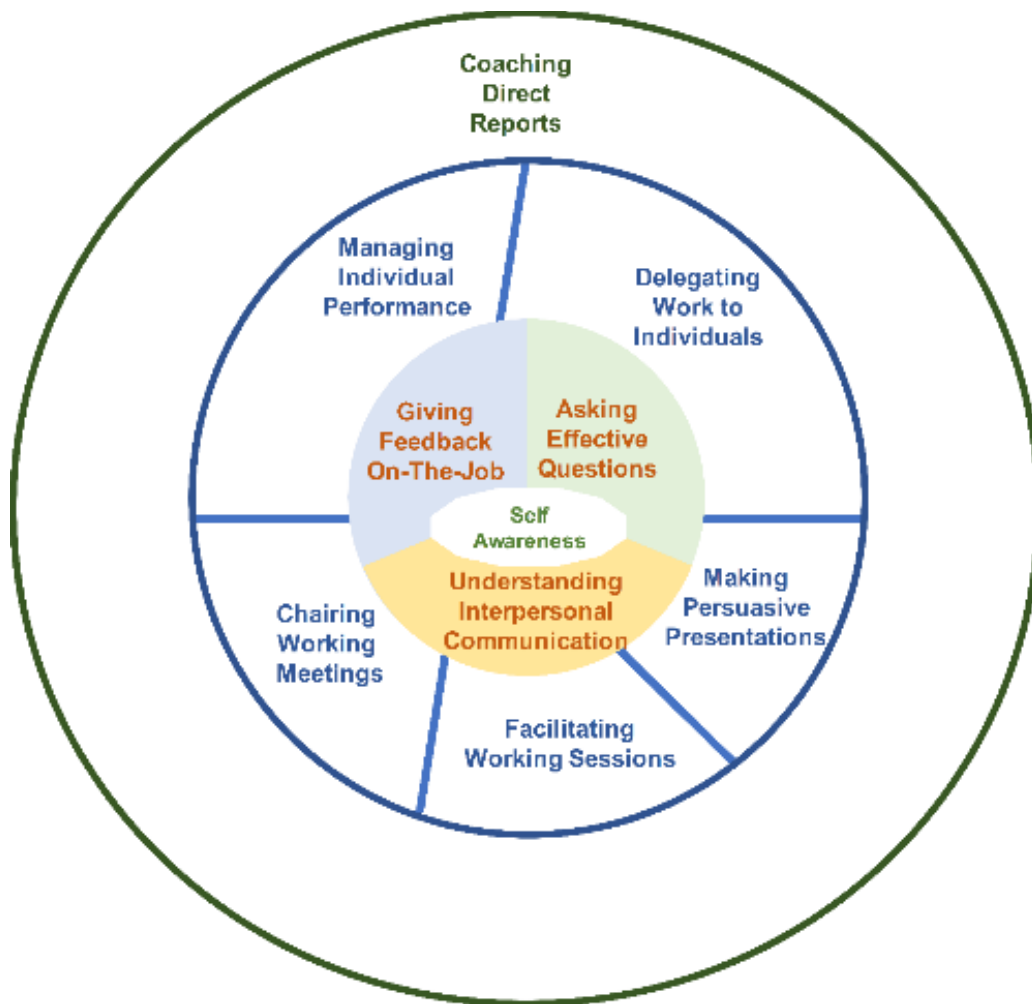 Coaching
Direct
Reports
Managing
Individual
Performance
Delegating
Work to
Individuals
Giving
Feedback
On-The-Job
Asking
Effective
Questions
Self
Awareness
Understanding
Interpersonal
Communication
Making
Persuasive
Presentations
Chairing
Working
Meetings
Facilitating
Working Sessions